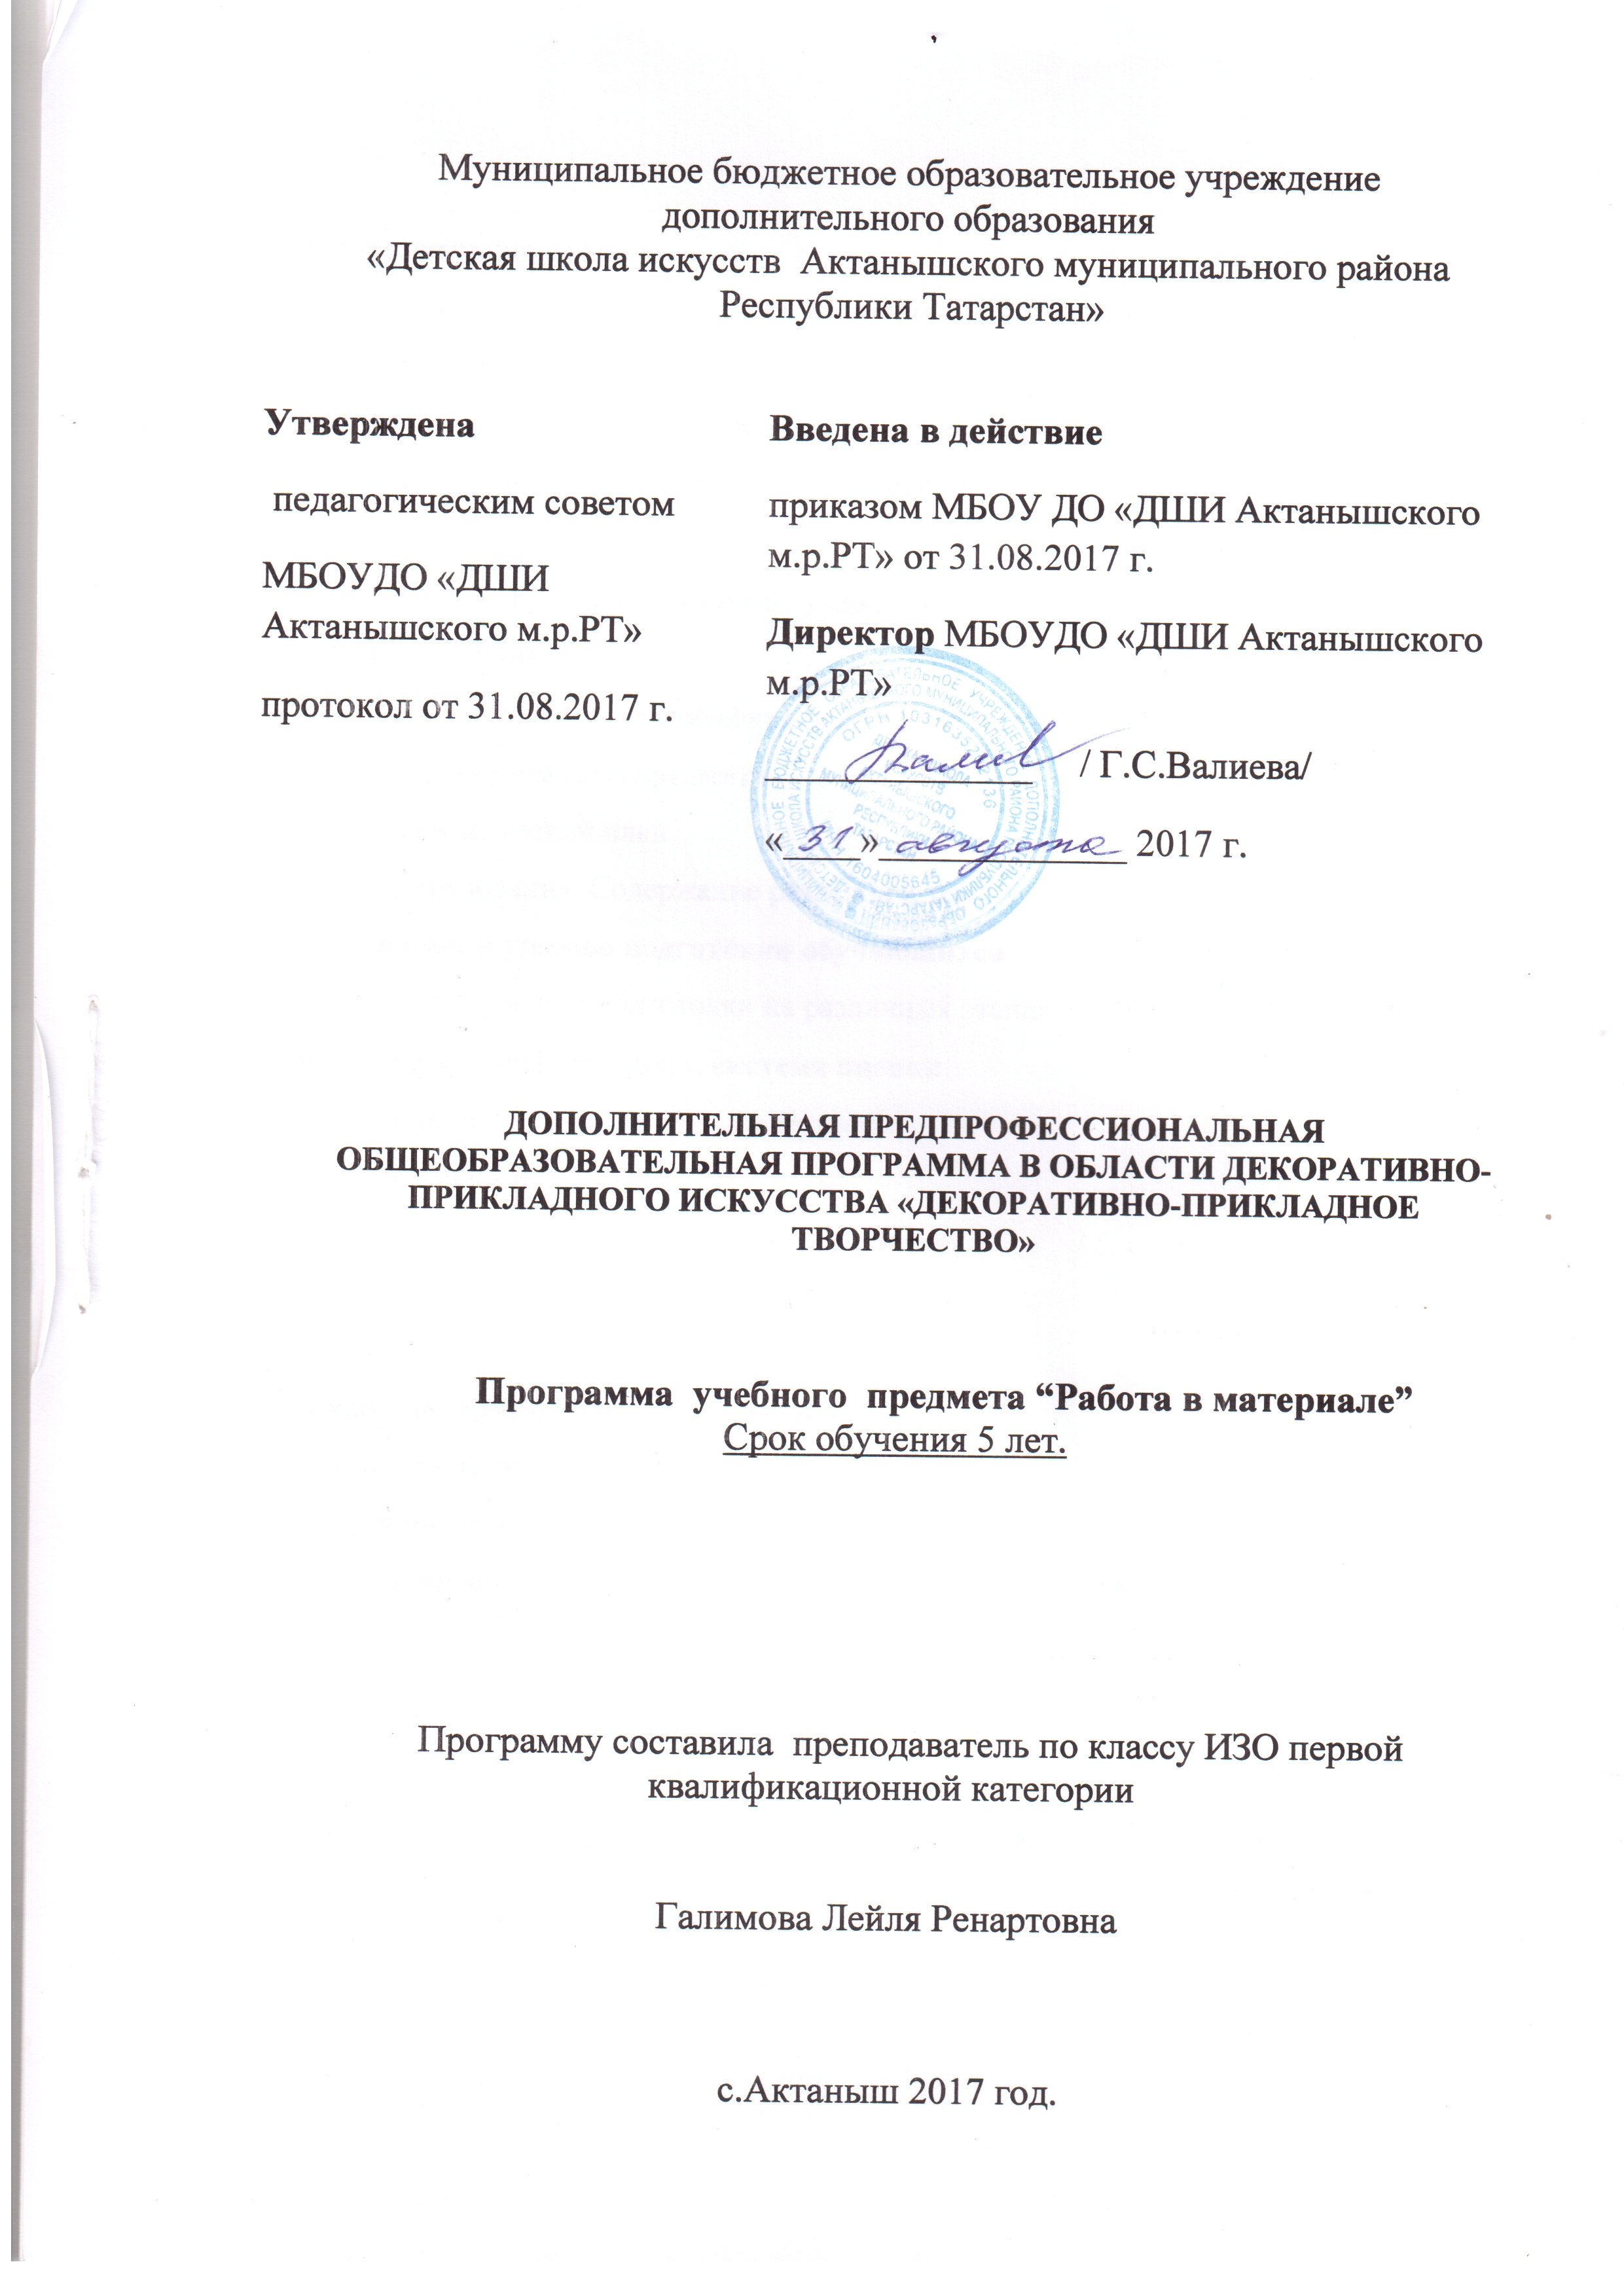 Муниципальное бюджетное образовательное учреждение
дополнительного образования
«Детская школа искусств Актанышского муниципального района
Республики Татарстан»
Утверждена
педагогическим советом
МБОУДО «ДШИ
Актанышского м.р.РТ»
протокол от 31.08.2017 г.
Введена в действие
приказом МБОУ ДО «ДШИ Актанышского
м.р.РТ» от 31.08.2017 г.
Директор МБОУДО «ДШИ Актанышского
м.р.РТ»
/ Г.С.Валиева/
«31» августа 2017 г.
1604005645
ДОПОЛНИТЕЛЬНАЯ ПРЕДПРОФЕССИОНАЛЬНАЯ
ОБЩЕОБРАЗОВАТЕЛЬНАЯ ПРОГРАММА В ОБЛАСТИ ДЕКОРАТИВНО-
ПРИКЛАДНОГО ИСКУССТВА «ДЕКОРАТИВНО-ПРИКЛАДНОЕ
ТВОРЧЕСТВО»
Программа учебного предмета “Работа в материале”
Срок обучения 5 лет.
Программу составила преподаватель по классу ИЗО первой
квалификационной категории
Галимова Лейля Ренартовна
с.Актаныш 2017 год.